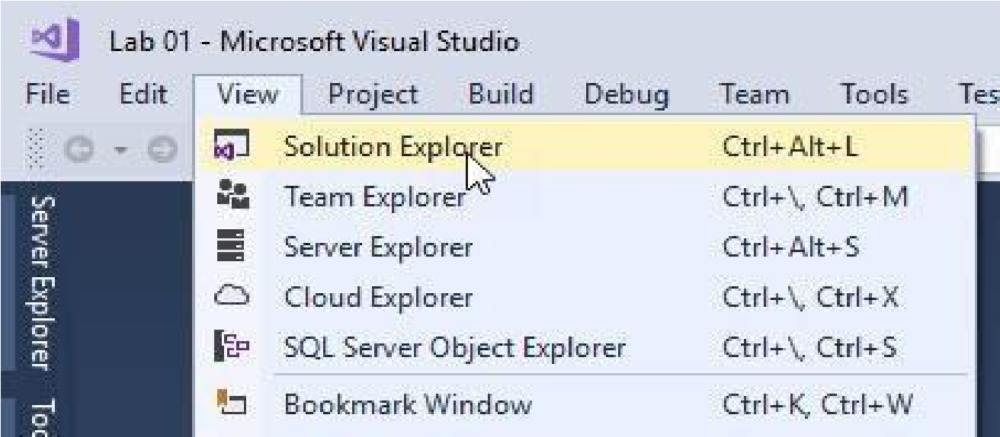 Lab 01 - Microsoft Visual Studio
File Edit View Project Build Debug Team Tools
Solution Explorer Ctrl+Alt+L
Team Explorer Ctrl+\, Ctrl+M
Server Explorer Ctrl+Alt+S
Cloud Explorer Ctrl+\, Ctrl+X
SQL Server Object Explorer Ctrl+\, Ctrl+S
Bookmark Window Ctrl+K, Ctrl+W
Server Explorer